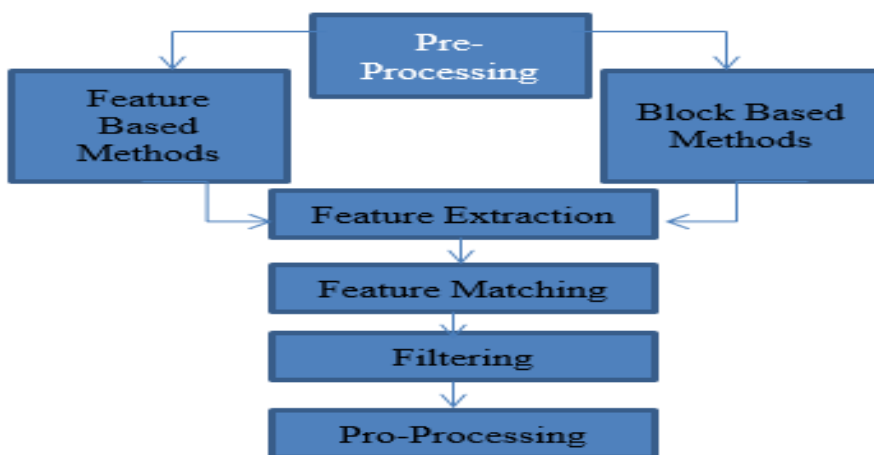 Pre-
Processing
Feature
Based
Methods
Block Based
Methods
Feature Extraction
Feature Matching
Filtering
Pro-Processing